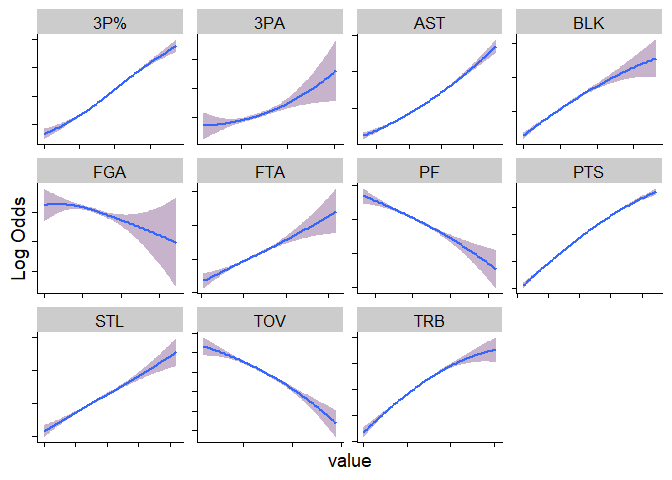 3P%
3PA
AST
BLK
FGA
FTA
PF
PTS
STL
TOV
TRB
Log Odds
value